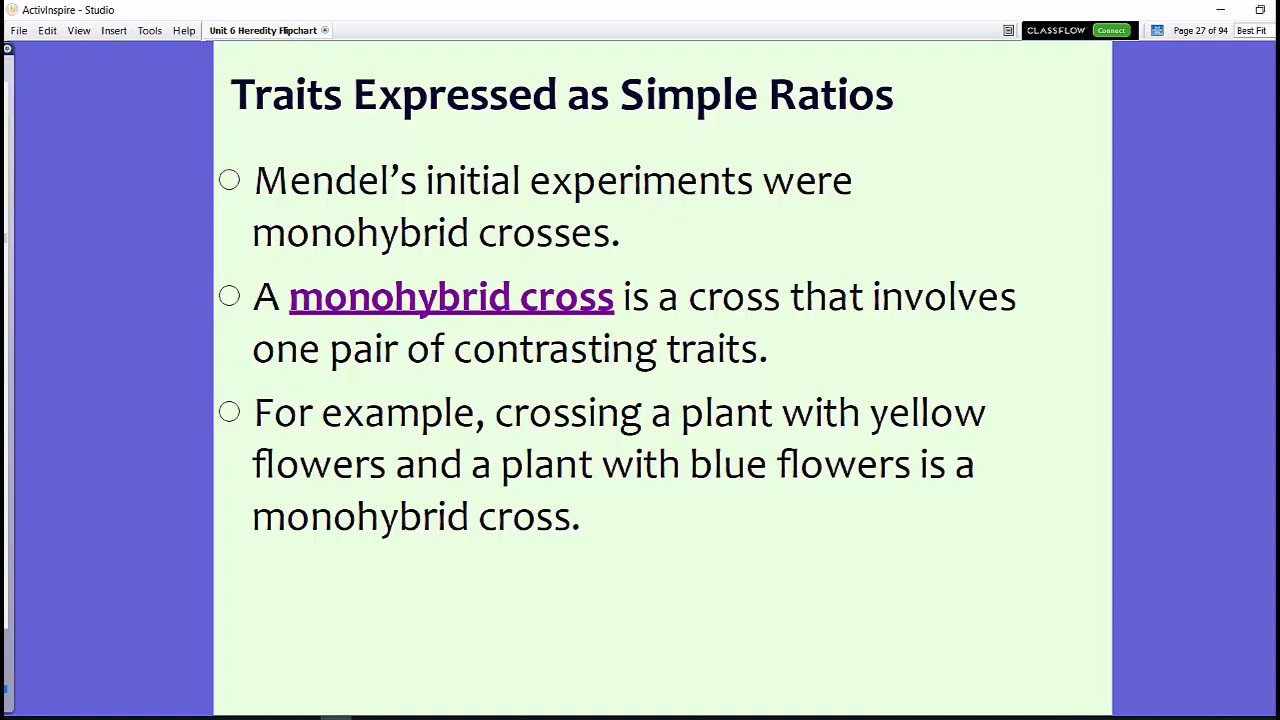 ActivInspire - Studio
File Edit View Insert Tools Help Unit 6 Heredity Flipchart CLASSFLOW Connect Page 27 of 94 Best Fit
Traits Expressed as Simple Ratios
Mendel’s initial experiments were
monohybrid crosses.
A monohybrid cross is a cross that involves
one pair of contrasting traits.
For example, crossing a plant with yellow
flowers and a plant with blue flowers is a
monohybrid cross.